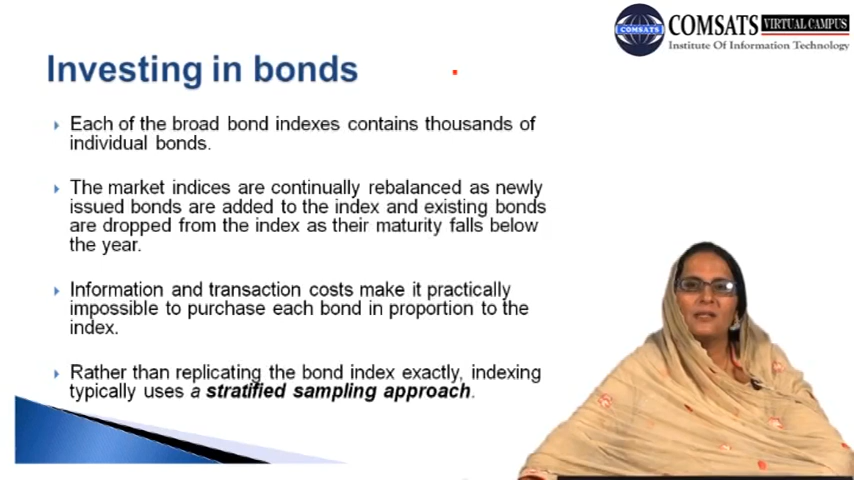 COMSATS VIRTUAL CAMPUS
COMSATS
Institute Of Information Technology
Investing in bonds
Each of the broad bond indexes contains thousands of
individual bonds.
The market indices are continually rebalanced as newly
issued bonds are added to the index and existing bonds
are dropped from the index as their maturity falls below
the year.
Information and transaction costs make it practically
impossible to purchase each bond in proportion to the
index.
Rather than replicating the bond index exactly, indexing
typically uses a stratified sampling approach.